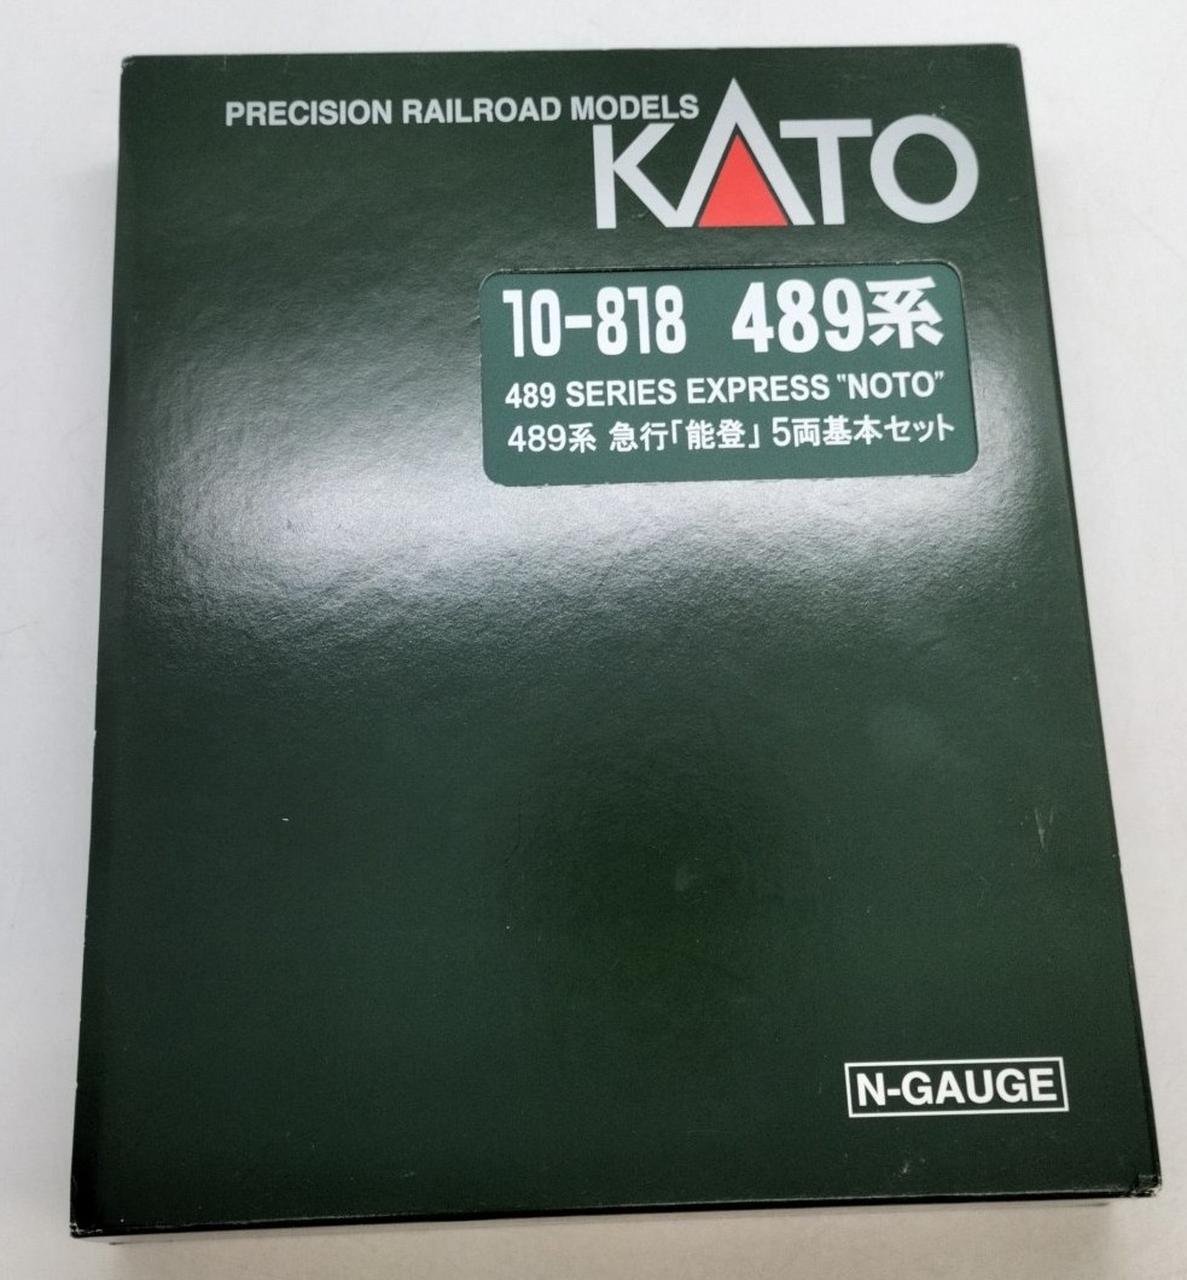 PRECISION RAILROAD MODELS
KATO
10-818 489系
489 SERIES EXPRESS "NOTO"
489系 急行「能登」 5両基本セット
N-GAUGE